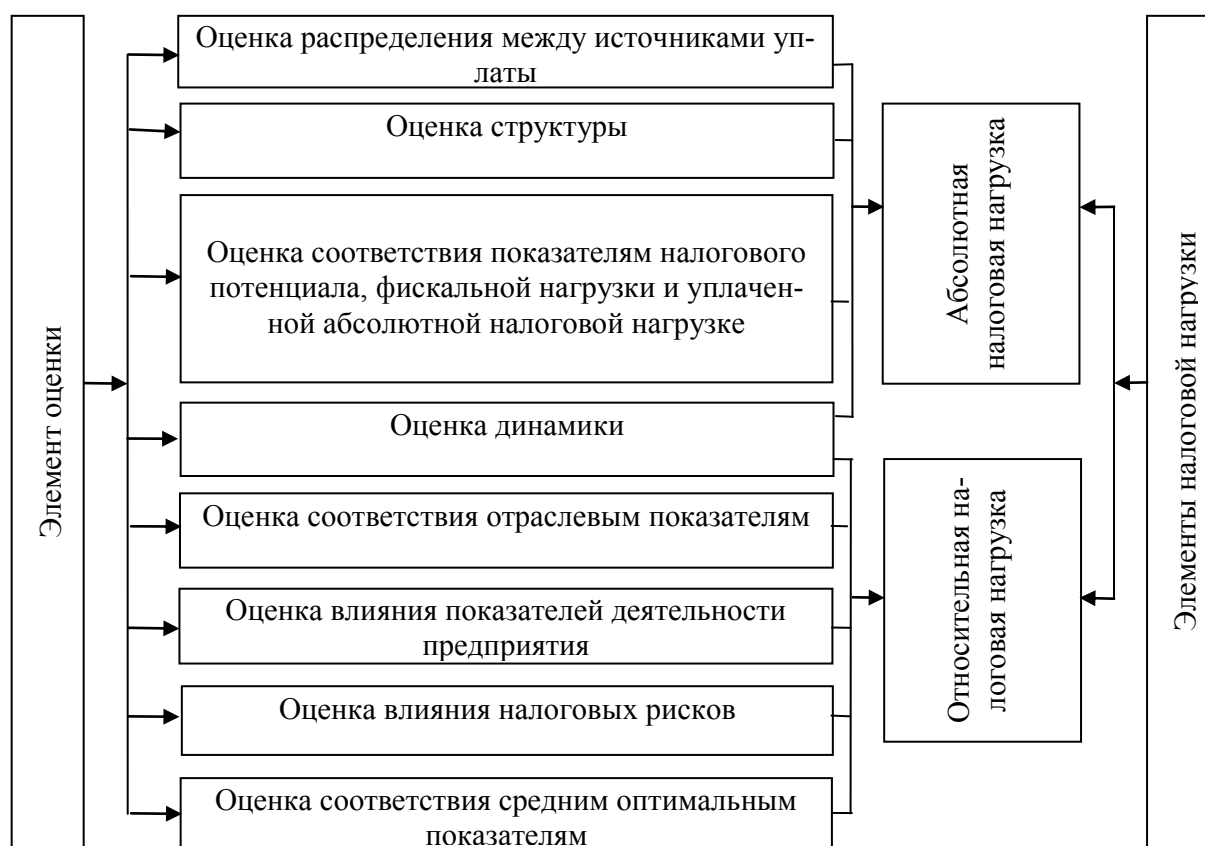 Элемент оценки
Оценка распределения между источниками уп-
латы
Оценка структуры
Оценка соответствия показателям налогового
потенциала, фискальной нагрузки и уплачен-
ной абсолютной налоговой нагрузке
Оценка динамики
Оценка соответствия отраслевым показателям
Оценка влияния показателей деятельности
предприятия
Оценка влияния налоговых рисков
Оценка соответствия средним оптимальным
показателям
Абсолютная
налоговая нагрузка
Относительная на-
логовая нагрузка
Элементы налоговой нагрузки